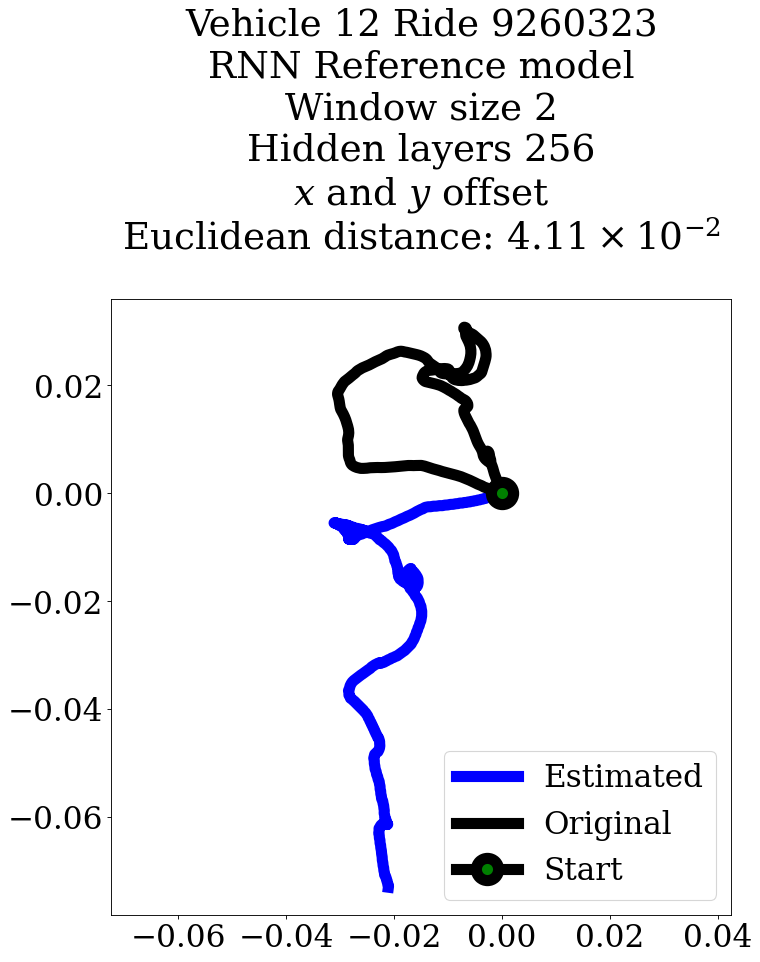 Vehicle 12 Ride 9260323
RNN Reference model
Window size 2
Hidden layers 256
x and y offset
Euclidean distance: 4.11 × 10⁻²
0.02
0.00
−0.02
−0.04
−0.06
Estimated
Original
Start
−0.06 −0.04 −0.02 0.00 0.02 0.04